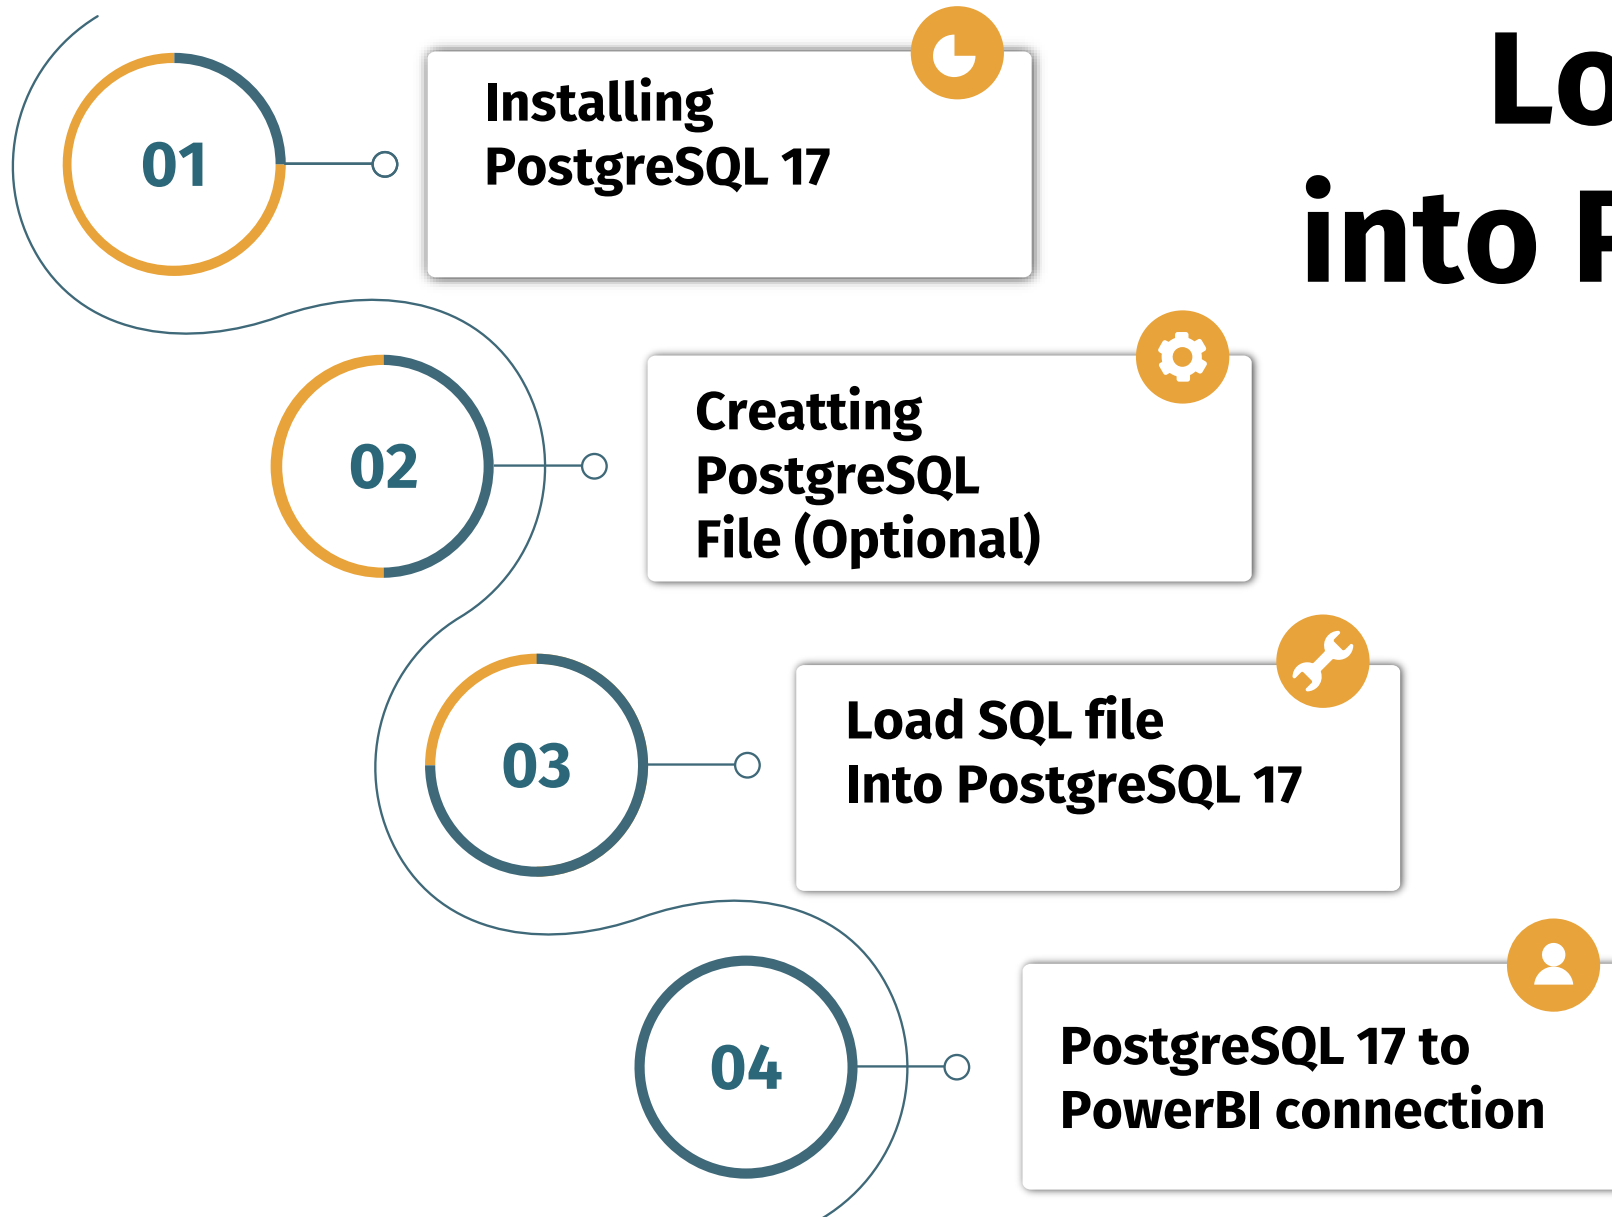 Lo
into P
01
Installing
PostgreSQL 17
02
Creatting
PostgreSQL
File (Optional)
03
Load SQL file
Into PostgreSQL 17
04
PostgreSQL 17 to
PowerBI connection